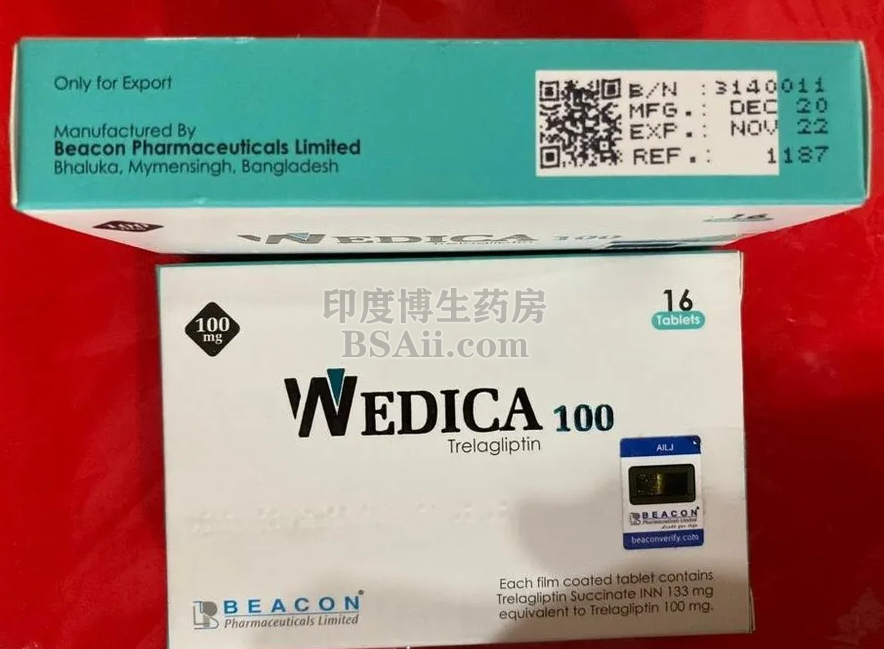 Only for Export
Manufactured By
Beacon Pharmaceuticals Limited
Bhaluka, Mymensingh, Bangladesh
B/N : 3140011
MFG.: DEC 20
EXP.: NOV 22
REF.: 1187
16
WEDICA 100
印度博生药房
BSAii.com
100
mg
16
Tablets
WEDICA 100
Trelagliptin
AILJ
BEACON
Pharmaceuticals Limited
beaconverify.com
Each film coated tablet contains
Trelagliptin Succinate INN 133 mg
equivalent to Trelagliptin 100 mg.
BEACON
Pharmaceuticals Limited